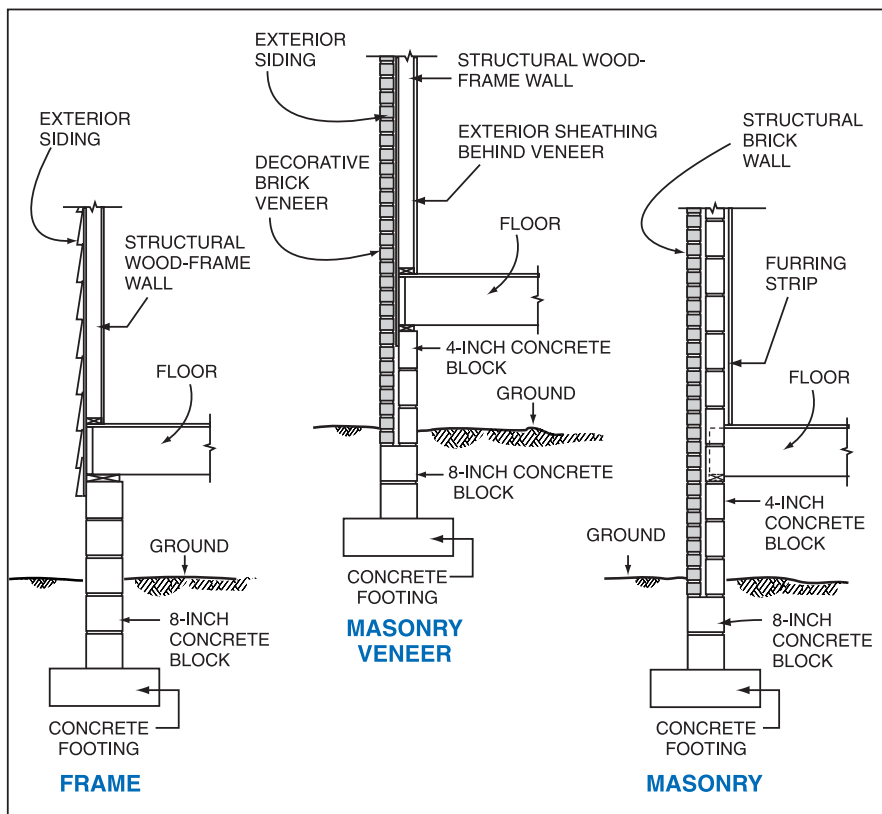 EXTERIOR
SIDING
STRUCTURAL
WOOD-FRAME
WALL
FLOOR
GROUND
8-INCH
CONCRETE
BLOCK
CONCRETE
FOOTING
FRAME
EXTERIOR
SIDING
STRUCTURAL WOOD-
FRAME WALL
DECORATIVE
BRICK
VENEER
EXTERIOR SHEATHING
BEHIND VENEER
FLOOR
4-INCH CONCRETE
BLOCK
GROUND
8-INCH CONCRETE
BLOCK
CONCRETE
FOOTING
MASONRY
VENEER
STRUCTURAL
BRICK
WALL
FURRING
STRIP
FLOOR
4-INCH
CONCRETE
BLOCK
GROUND
8-INCH
CONCRETE
BLOCK
CONCRETE
FOOTING
MASONRY